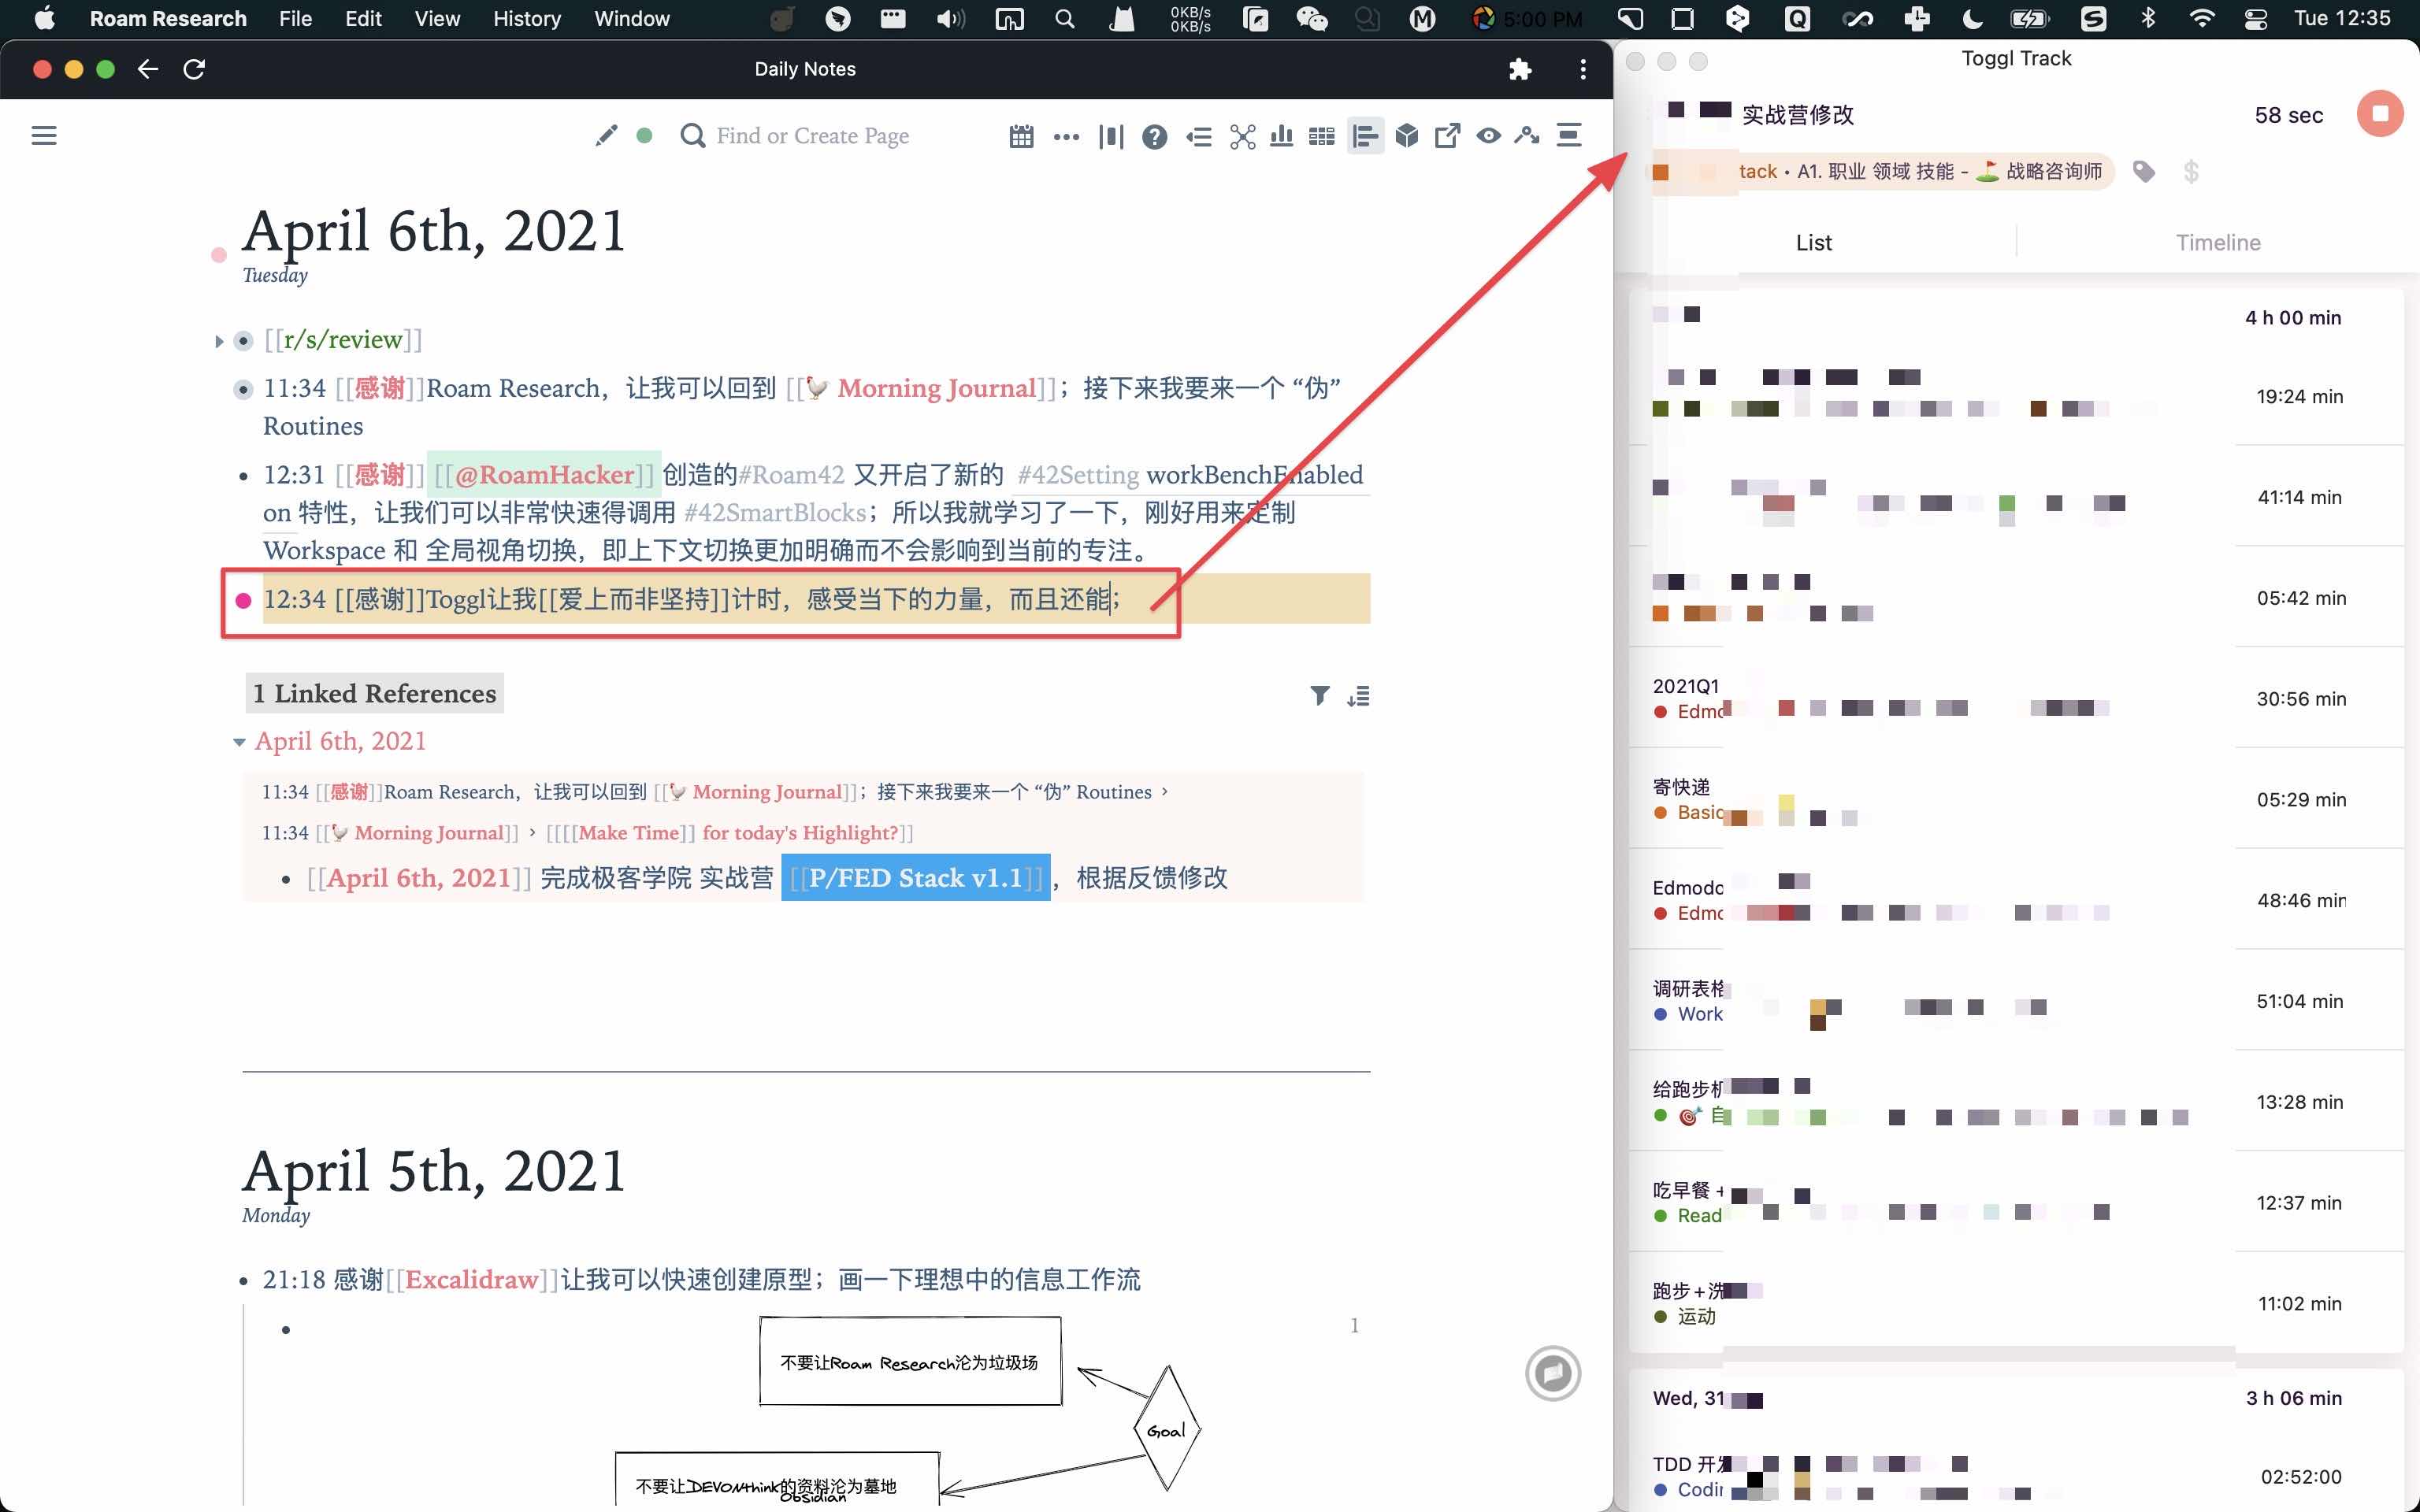 Roam Research File Edit View History Window 0KB/s 0KB/s 5:00 PM Tue 12:35
Daily Notes
Find or Create Page
April 6th, 2021
Tuesday
[[r/s/review]]
11:34 [[感谢]]Roam Research，让我可以回到 [[🐓 Morning Journal]]；接下来我要来一个 “伪”
Routines
12:31 [[感谢]] [[@RoamHacker]] 创造的#Roam42 又开启了新的 #42Setting workBenchEnabled
on 特性，让我们可以非常快速得调用 #42SmartBlocks；所以我就学习了一下，刚好用来定制
Workspace 和 全局视角切换，即上下文切换更加明确而不会影响到当前的专注。
12:34 [[感谢]]Toggl让我[[爱上而非坚持]]计时，感受当下的力量，而且还能；
1 Linked References
April 6th, 2021
11:34 [[感谢]]Roam Research，让我可以回到 [[🐓 Morning Journal]]；接下来我要来一个 “伪” Routines ›
11:34 [[🐓 Morning Journal]] › [[[[Make Time]] for today's Highlight?]]
[[April 6th, 2021]] 完成极客学院 实战营 [[P/FED Stack v1.1]] ，根据反馈修改
April 5th, 2021
Monday
21:18 感谢[[Excalidraw]]让我可以快速创建原型；画一下理想中的信息工作流
1
不要让Roam Research沦为垃圾场
Goal
不要让DEVONthink的资料沦为墓地
Obsidian
Toggl Track
实战营修改 58 sec
tack • A1. 职业 领域 技能 - ⛳ 战略咨询师 $
List Timeline
4 h 00 min
19:24 min
41:14 min
05:42 min
2021Q1
30:56 min
寄快递
Basic 05:29 min
Edmodo
48:46 min
调研表格
Work 51:04 min
给跑步机
🎯 自 13:28 min
吃早餐 +
Read 12:37 min
跑步+洗
运动 11:02 min
Wed, 31 3 h 06 min
TDD 开发
02:52:00